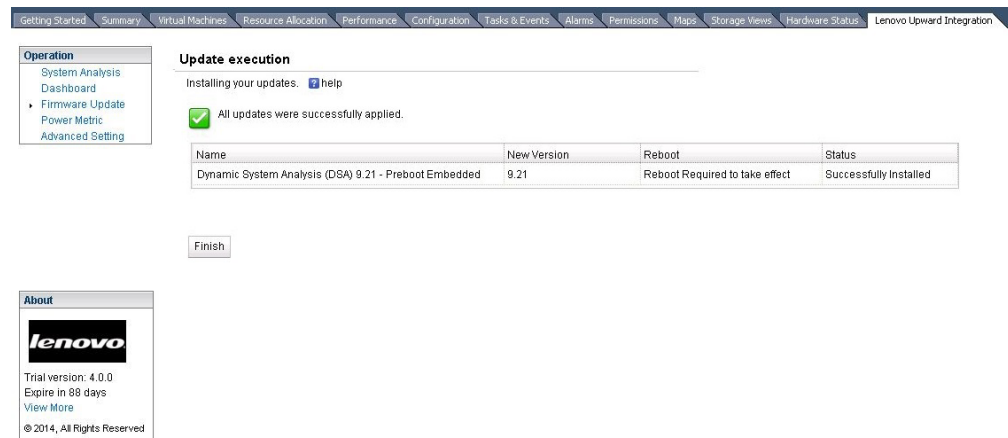 Getting Started Summary Virtual Machines Resource Allocation Performance Configuration Tasks & Events Alarms Permissions Maps Storage Views Hardware Status Lenovo Upward Integration
Operation
System Analysis
Dashboard
Firmware Update
Power Metric
Advanced Setting
Update execution
Installing your updates. ? help
All updates were successfully applied.
Name New Version Reboot Status
Dynamic System Analysis (DSA) 9.21 - Preboot Embedded 9.21 Reboot Required to take effect Successfully Installed
Finish
About
lenovo
Trial version: 4.0.0
Expire in 88 days
View More
© 2014, All Rights Reserved